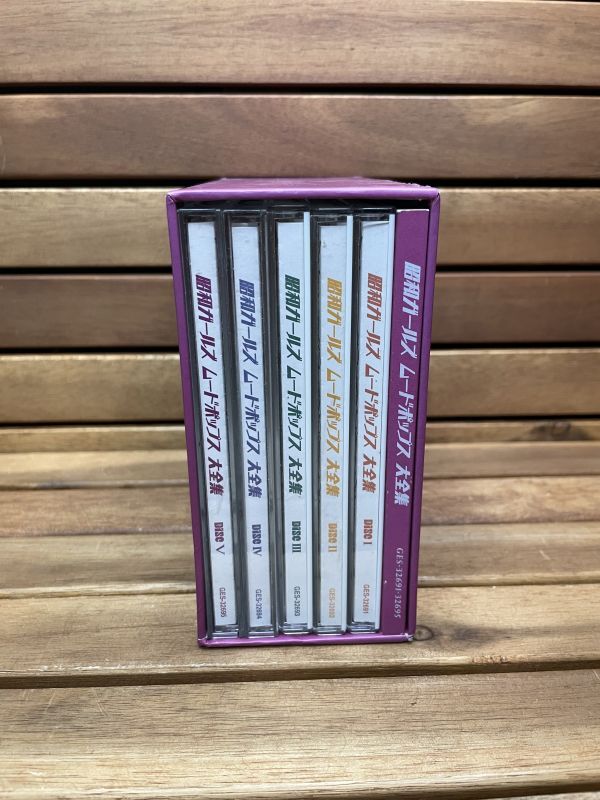 昭和ガールズ ムードポップス 大全集 GES-32691-32695
昭和ガールズ ムードポップス 大全集 Disc I GES-32691
昭和ガールズ ムードポップス 大全集 Disc II GES-32692
昭和ガールズ ムードポップス 大全集 Disc III GES-32693
昭和ガールズ ムードポップス 大全集 Disc IV GES-32694
昭和ガールズ ムードポップス 大全集 Disc V GES-32695